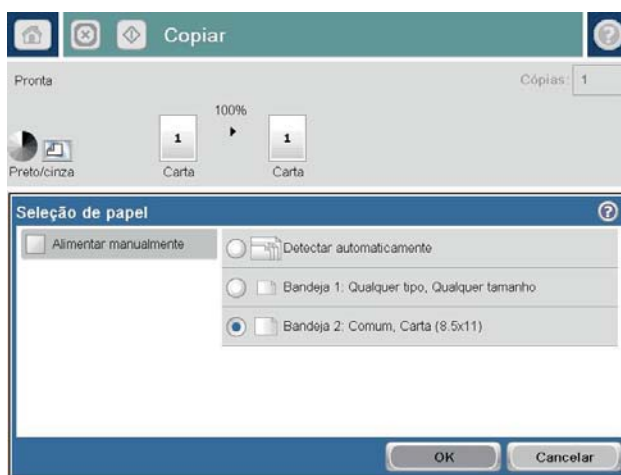 Copiar
Pronta
Cópias: 1
100%
1
1
Preto/cinza
Carta
Carta
Seleção de papel
Alimentar manualmente
Detectar automaticamente
Bandeja 1: Qualquer tipo, Qualquer tamanho
Bandeja 2: Comum, Carta (8.5x11)
OK
Cancelar